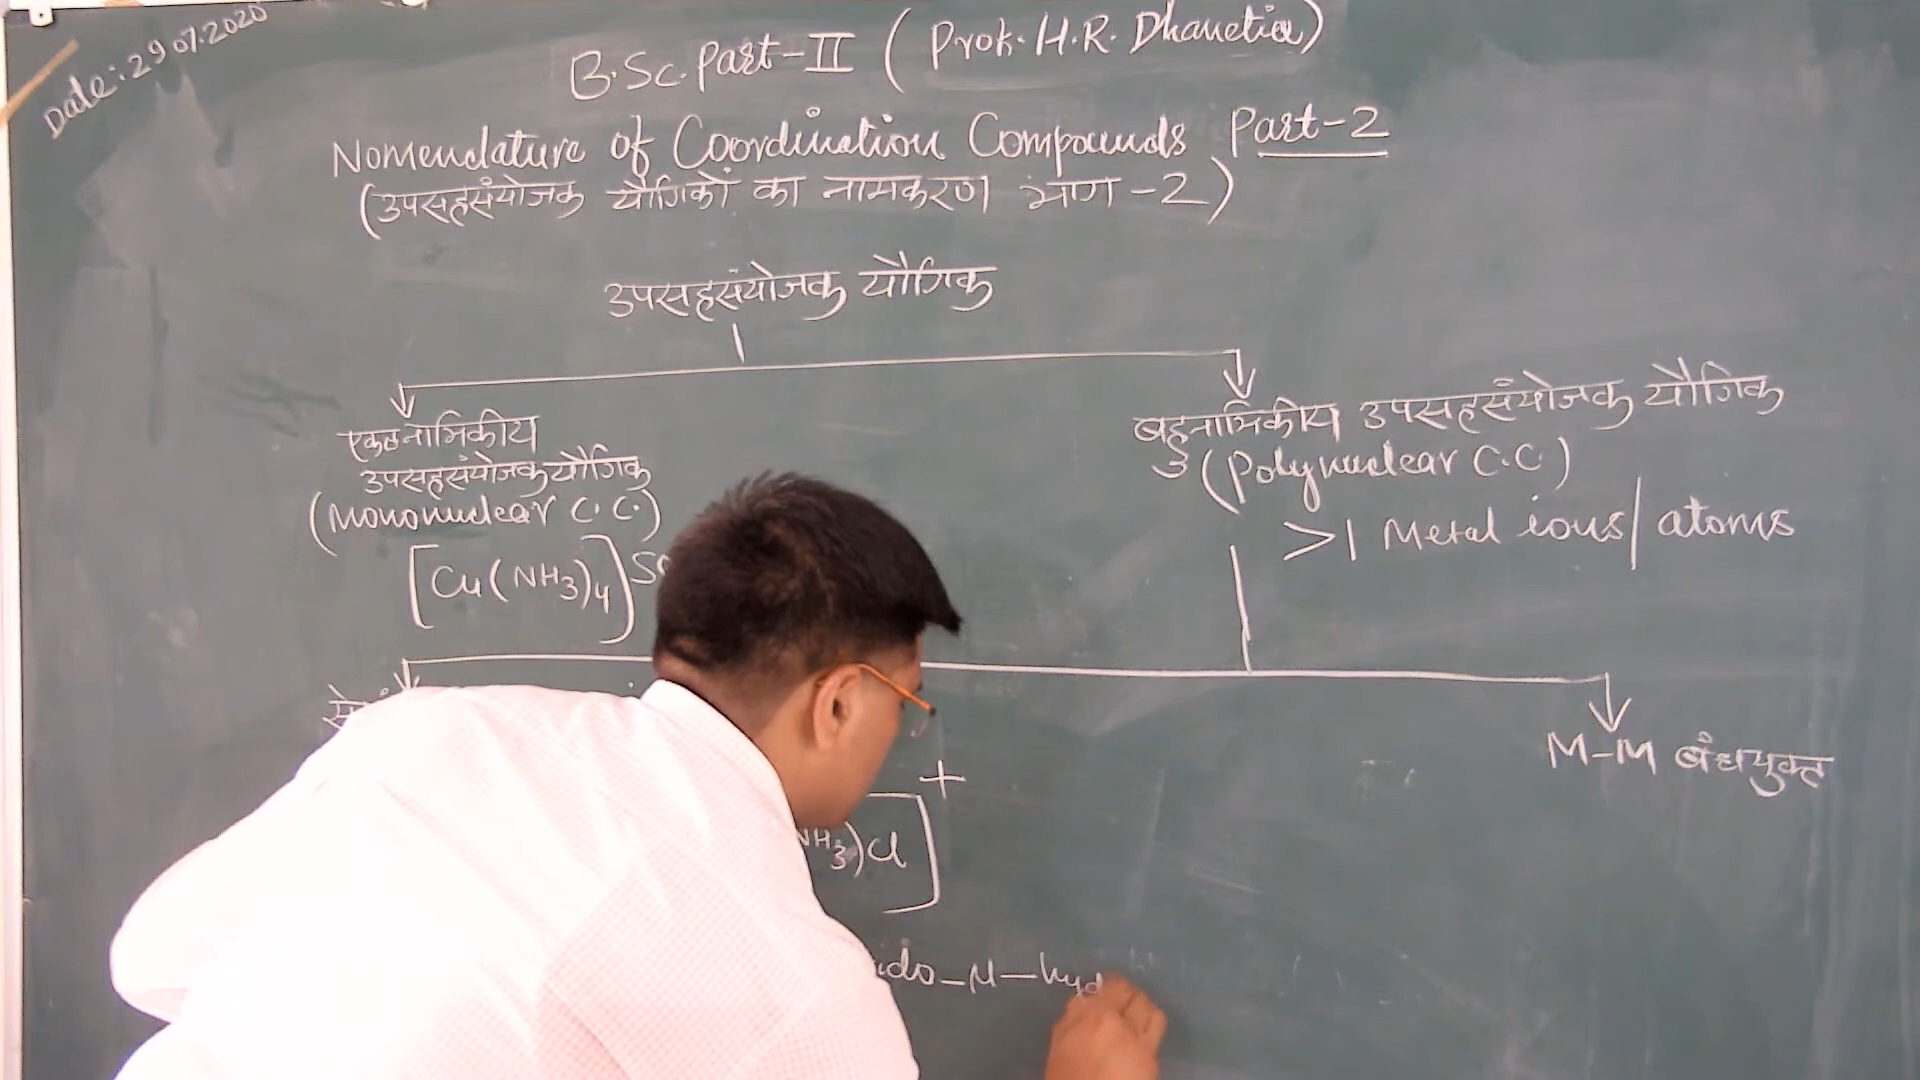 Date:-29.07.2020
B.Sc. Part-II (Prof. H.R. Dhanetia)
Nomenclature of Coordination Compounds Part-2
(उपसहसंयोजक यौगिकों का नामकरण भाग -2)
उपसहसंयोजक यौगिक
एकलनाभिकीय
उपसहसंयोजक यौगिक
(Mononuclear C.C.)
[Cu(NH3)4]
बहुनाभिकीय उपसहसंयोजक यौगिक
(Polynuclear C.C)
>1 Metal ions/atoms
M-M बंधयुक्त
+
NH3)Cl]
ido-μ-hyd